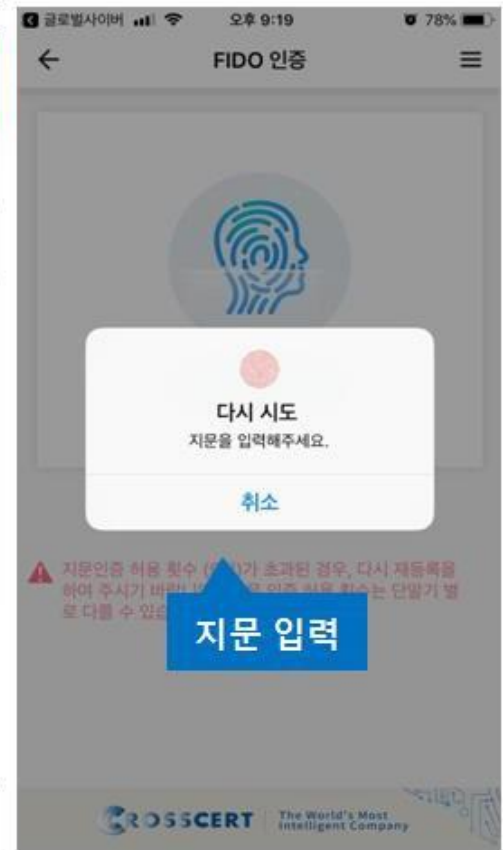 글로벌사이버 오후 9:19 78%
FIDO 인증
다시 시도
지문을 입력해주세요.
취소
지문인증 허용 횟수 가 초과된 경우, 다시 재등록을
하여 주시기 인증 허용 횟수는 단말기 별
로 다를 수
지문 입력
CROSSCERT The World's Most
Intelligent Company